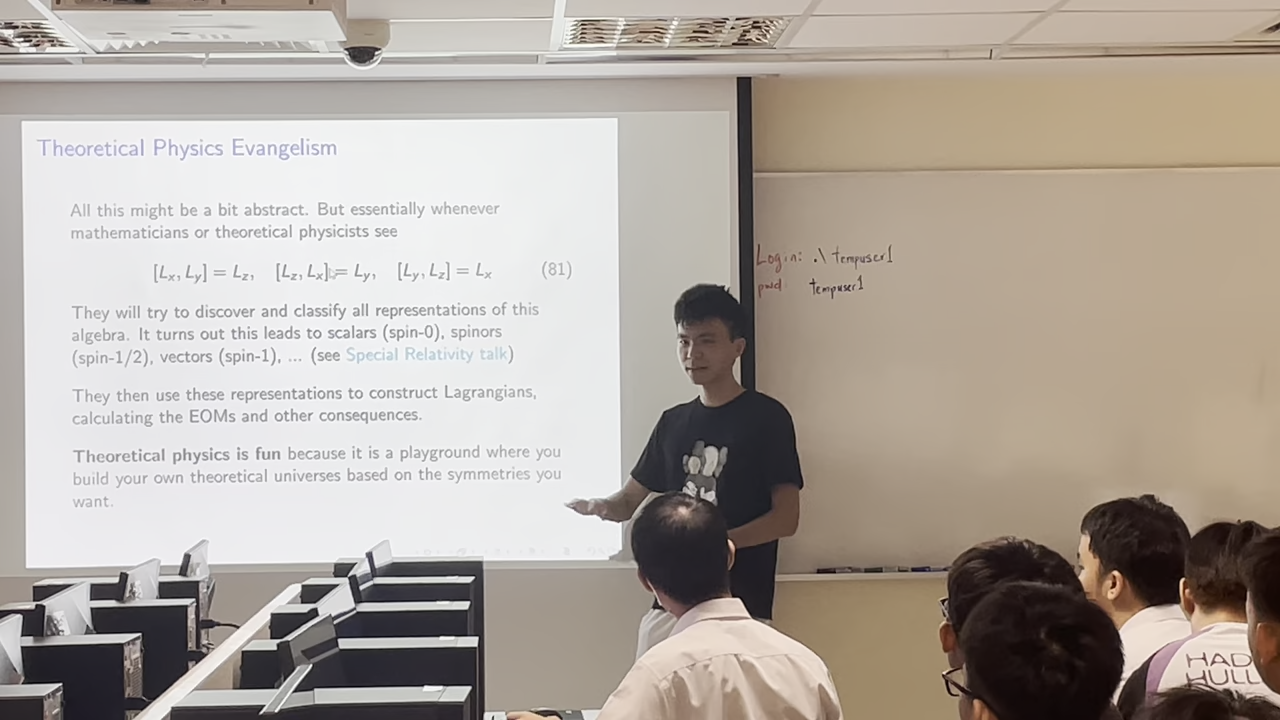 Theoretical Physics Evangelism
All this might be a bit abstract. But essentially whenever
mathematicians or theoretical physicists see
[Lx, Ly] = Lz, [Lz, Lx] = Ly, [Ly, Lz] = Lx (81)
They will try to discover and classify all representations of this
algebra. It turns out this leads to scalars (spin-0), spinors
(spin-1/2), vectors (spin-1), ... (see Special Relativity talk)
They then use these representations to construct Lagrangians,
calculating the EOMs and other consequences.
Theoretical physics is fun because it is a playground where you
build your own theoretical universes based on the symmetries you
want.
Login: .\tempuser1
pwd tempuser1
HAD
HULL